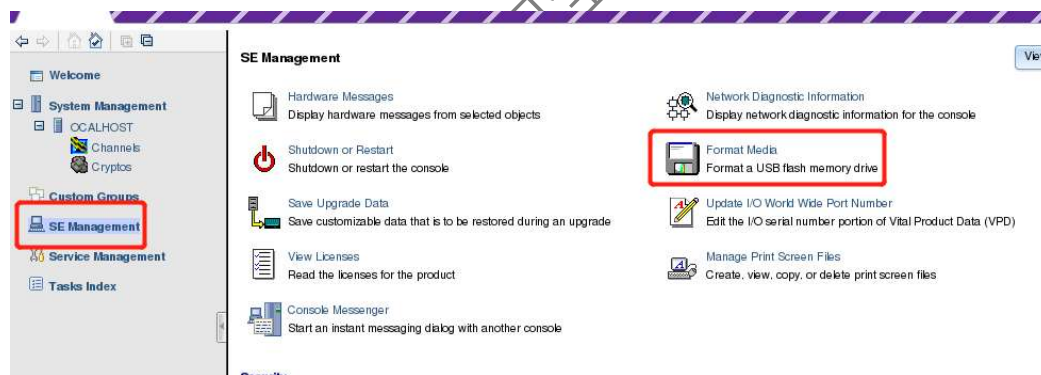 Welcome
System Management
OCALHOST
Channels
Cryptos
Custom Groups
SE Management
Service Management
Tasks Index
SE Management
Hardware Messages
Display hardware messages from selected objects
Shutdown or Restart
Shutdown or restart the console
Save Upgrade Data
Save customizable data that is to be restored during an upgrade
View Licenses
Read the licenses for the product
Console Messenger
Start an instant messaging dialog with another console
Network Diagnostic Information
Display network diagnostic information for the console
Format Media
Format a USB flash memory drive
Update I/O World Wide Port Number
Edit the I/O serial number portion of Vital Product Data (VPD)
Manage Print Screen Files
Create, view, copy, or delete print screen files